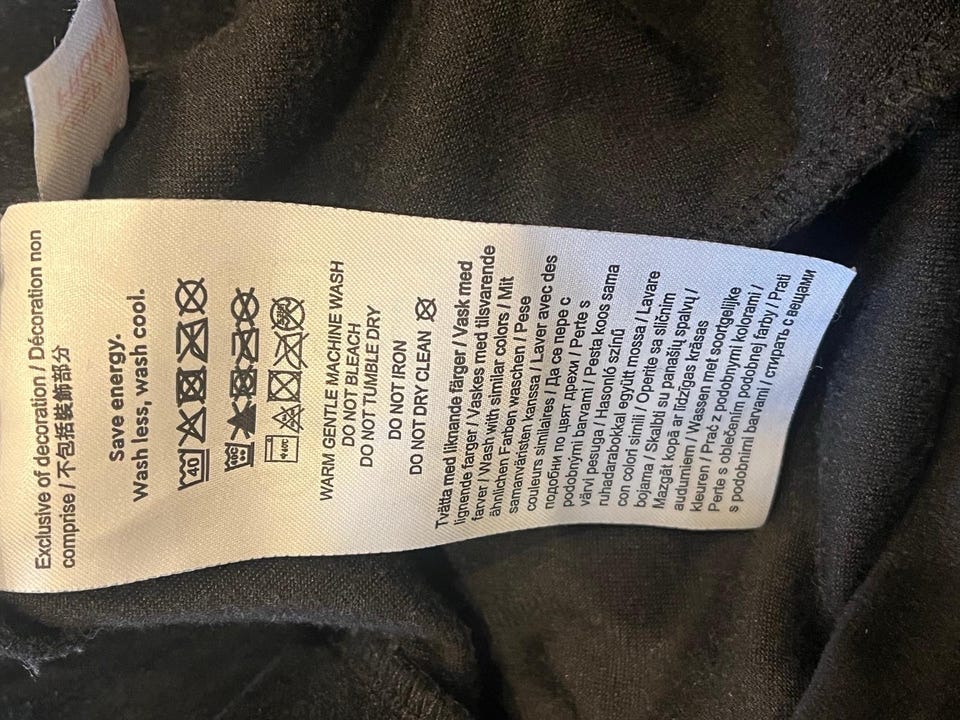 Exclusive of decoration / Décoration non
comprise / 不包括装飾部分
Save energy.
Wash less, wash cool.
40
40℃
WARM GENTLE MACHINE WASH
DO NOT BLEACH
DO NOT TUMBLE DRY
DO NOT IRON
DO NOT DRY CLEAN
Tvätta med liknande färger / Vask med
lignende farger / Vaskes med tilsvarende
farver / Wash with similar colors / Mit
ähnlichen Farben waschen / Pese
samanväristen kanssa / Laver avec des
couleurs similaires / Да се пере с
подобни по цвят дрехи / Perte s
podobnými barvami / Pesta koos sama
värvi pesuga / Hasonló színű
ruhadarabokkal együtt mossa / Lavare
con colori simili / Operite sa sličnim
bojama / Skalbti su panašių spalvų /
Mazgāt kopā ar līdzīgas krāsas
audumiem / Wassen met soortgelijke
kleuren / Prać z podobnymi kolorami /
Perte s oblečením podobnej farby / Prati
s podobnimi barvami / стирать с вещами